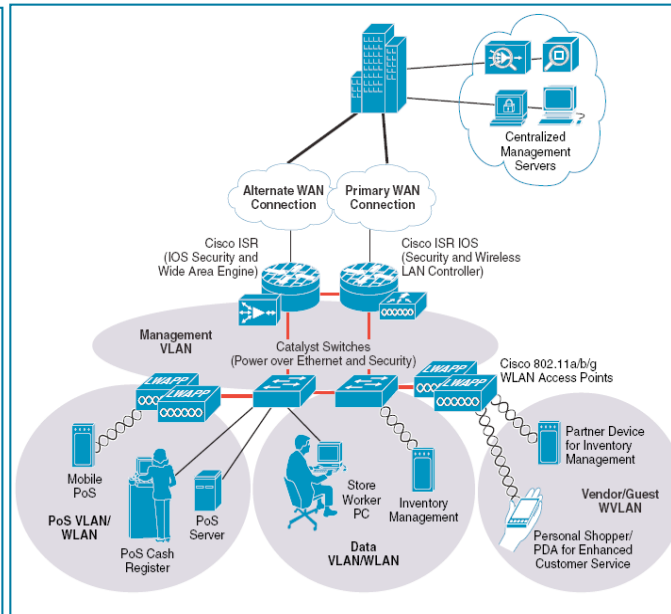 Centralized
Management
Servers
Alternate WAN
Connection
Primary WAN
Connection
Cisco ISR
(IOS Security and
Wide Area Engine)
Cisco ISR IOS
(Security and Wireless
LAN Controller)
Management
VLAN
Catalyst Switches
(Power over Ethernet and Security)
Cisco 802.11a/b/g
WLAN Access Points
LWAPP
LWAPP
LWAPP
LWAPP
Mobile
PoS
PoS VLAN/
WLAN
PoS Cash
Register
PoS
Server
Store
Worker
PC
Inventory
Management
Data
VLAN/WLAN
Partner Device
for Inventory
Management
Vendor/Guest
WVLAN
Personal Shopper/
PDA for Enhanced
Customer Service